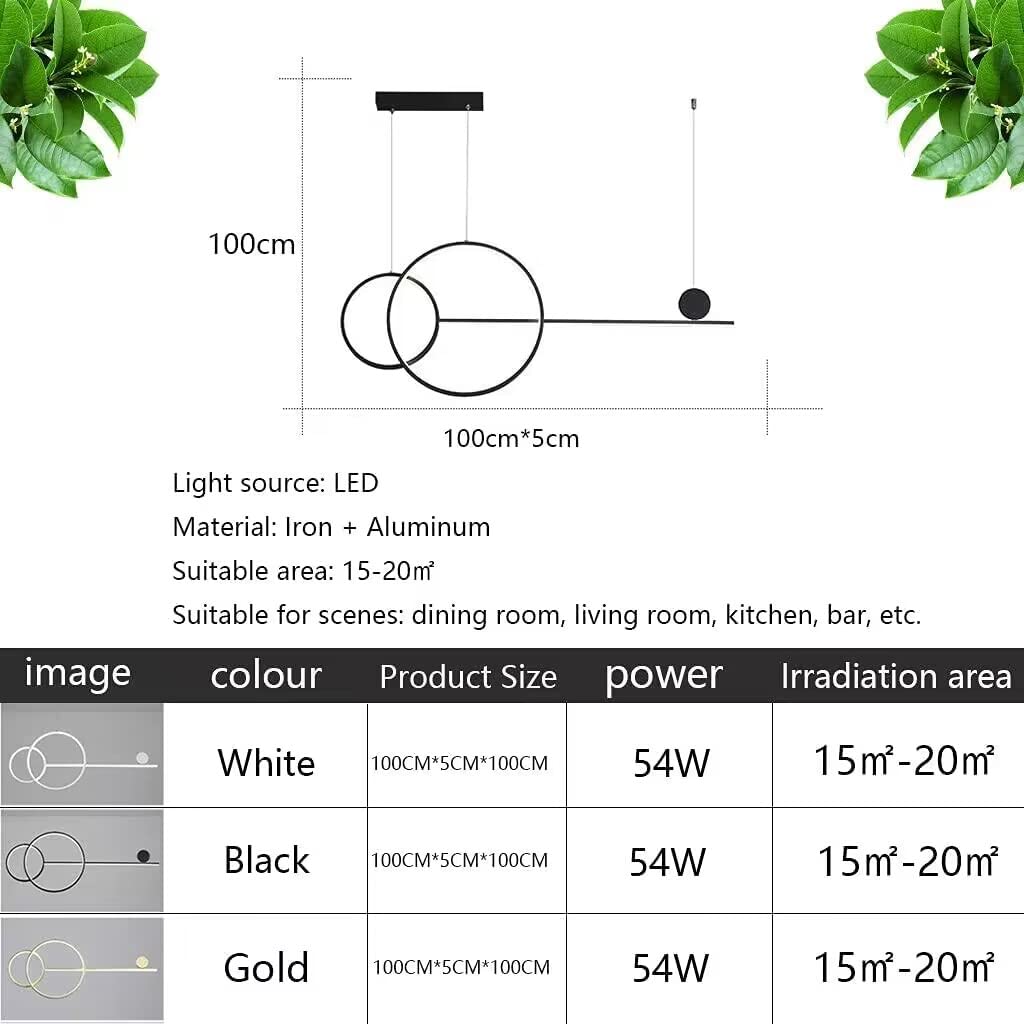 100cm
100cm*5cm
Light source: LED
Material: Iron + Aluminum
Suitable area: 15-20㎡
Suitable for scenes: dining room, living room, kitchen, bar, etc.
image colour Product Size power Irradiation area
White 100CM*5CM*100CM 54W 15㎡-20㎡
Black 100CM*5CM*100CM 54W 15㎡-20㎡
Gold 100CM*5CM*100CM 54W 15㎡-20㎡